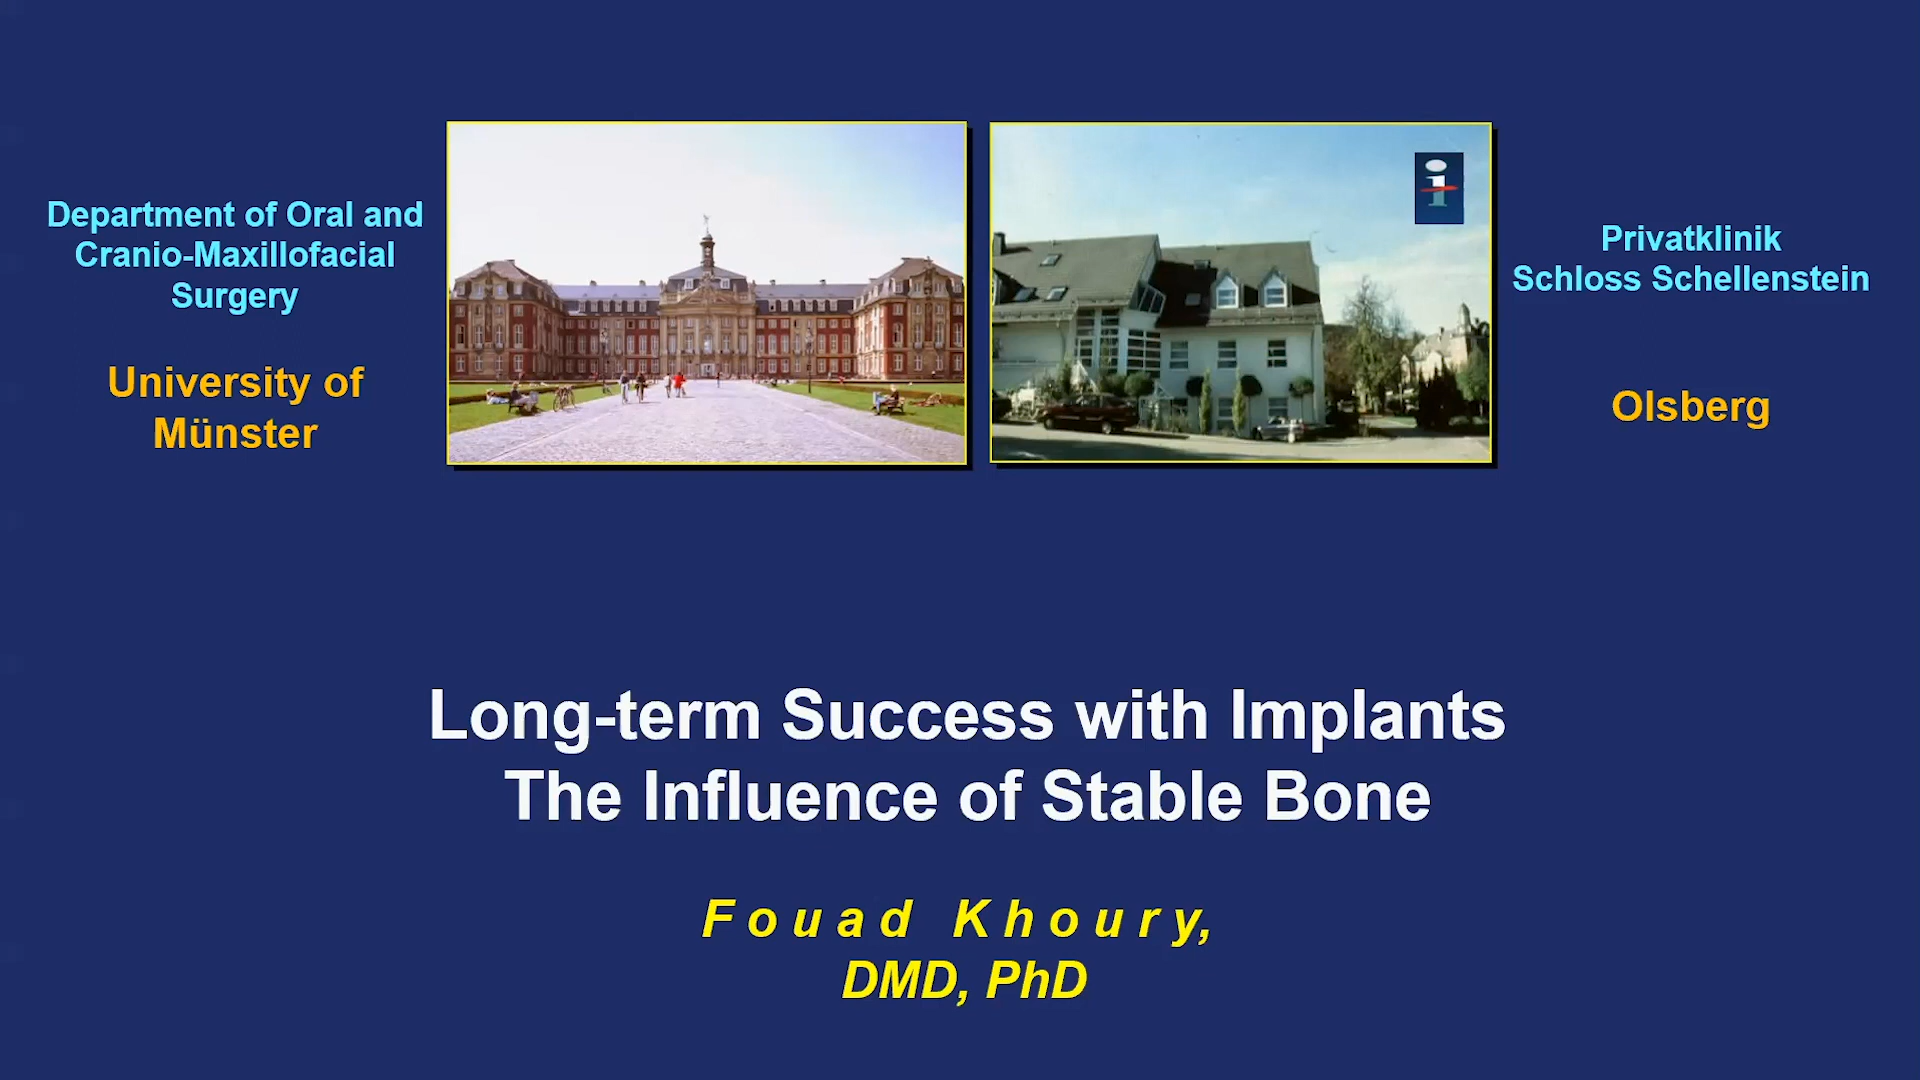 Department of Oral and
Cranio-Maxillofacial
Surgery
University of
Münster
Privatklinik
Schloss Schellenstein
Olsberg
Long-term Success with Implants
The Influence of Stable Bone
Fouad Khoury,
DMD, PhD